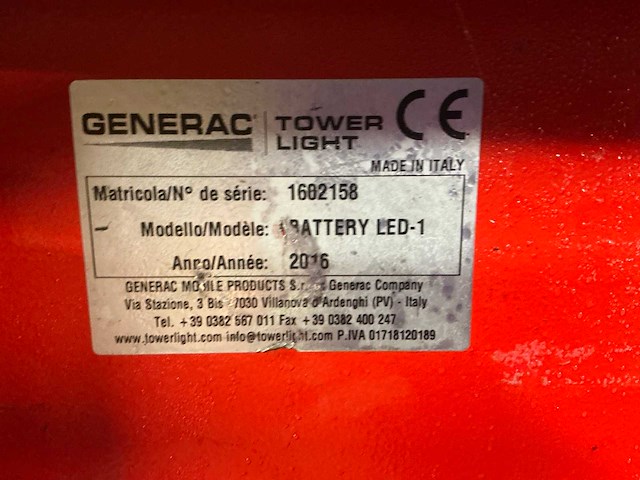 GENERAC TOWER LIGHT CE
MADE IN ITALY
Matricola/N° de série: 1602158
Modello/Modèle: BATTERY LED-1
Anno/Année: 2016
GENERAC MOBILE PRODUCTS S.r. Generac Company
Via Stazione, 3 Bis 7030 Villanova d'Ardenghi (PV) - Italy
Tel. +39 0382 567 011 Fax +39 0382 400 247
www.towerlight.com info@towerlight.com P.IVA 01718120189